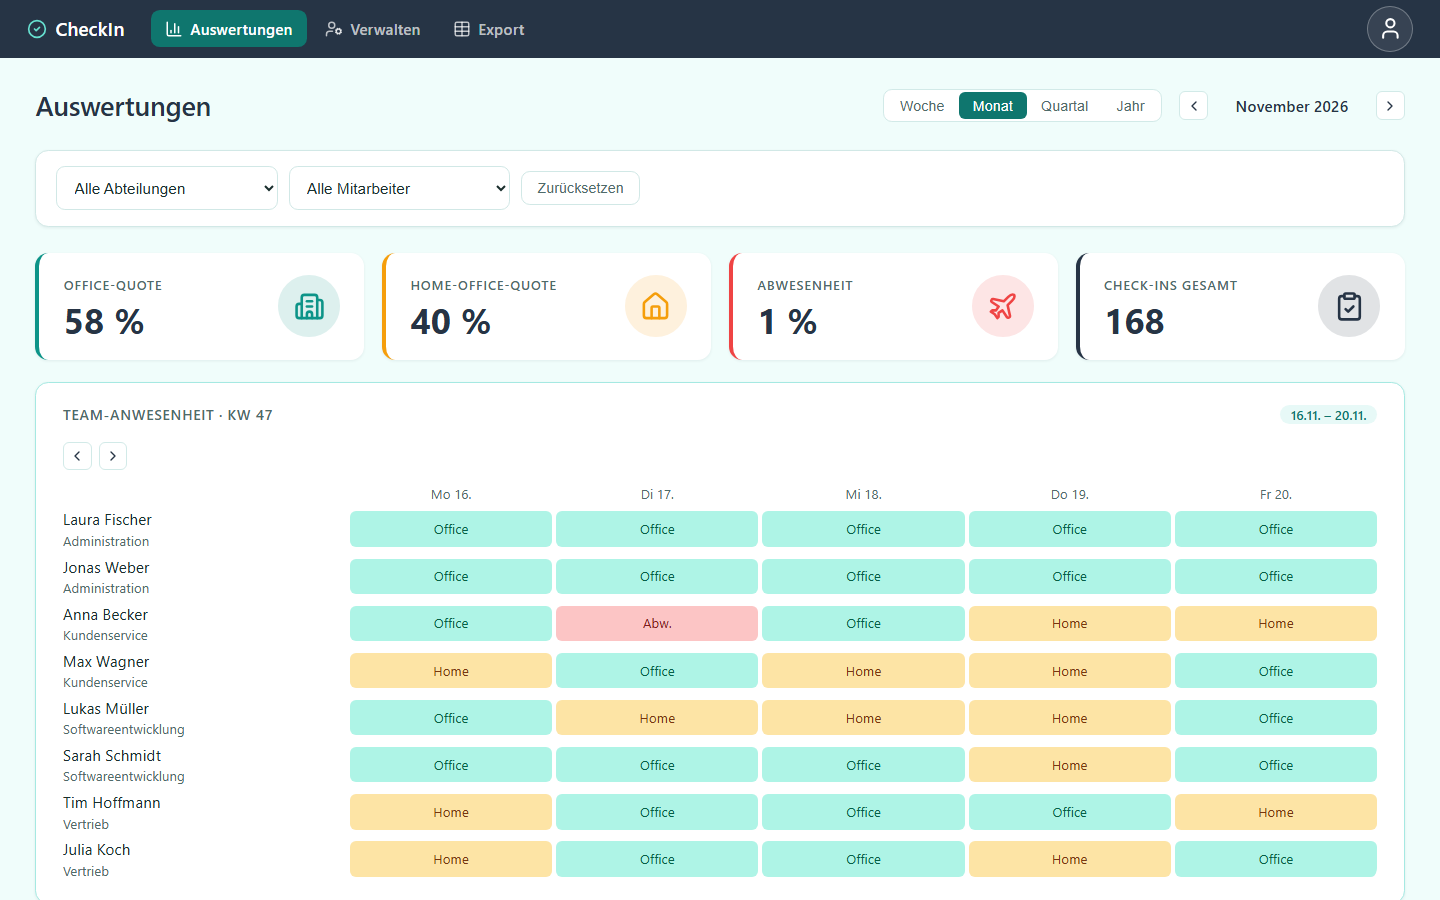 CheckIn Auswertungen Verwalten Export
Auswertungen
Woche Monat Quartal Jahr November 2026
Alle Abteilungen Alle Mitarbeiter Zurücksetzen
OFFICE-QUOTE
58 %
HOME-OFFICE-QUOTE
40 %
ABWESENHEIT
1 %
CHECK-INS GESAMT
168
TEAM-ANWESENHEIT · KW 47 16.11. – 20.11.
Mo 16. Di 17. Mi 18. Do 19. Fr 20.
Laura Fischer
Administration
Office Office Office Office Office
Jonas Weber
Administration
Office Office Office Office Office
Anna Becker
Kundenservice
Office Abw. Office Home Home
Max Wagner
Kundenservice
Home Office Home Home Office
Lukas Müller
Softwareentwicklung
Office Home Home Home Office
Sarah Schmidt
Softwareentwicklung
Office Office Office Home Office
Tim Hoffmann
Vertrieb
Home Office Office Office Home
Julia Koch
Vertrieb
Home Office Office Home Office